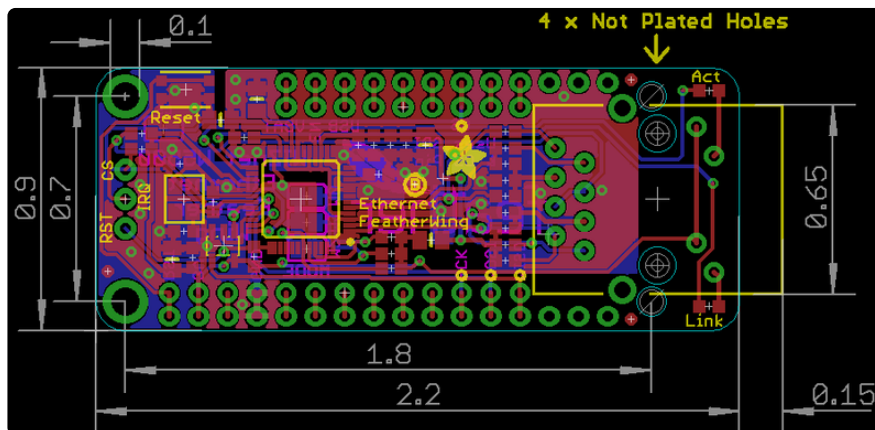 4 x Not Plated Holes
0.1
Act
Reset
CS
IRQ
RST
0.9
0.7
Ethernet
FeatherWing
0.65
Link
1.8
2.2
0.15